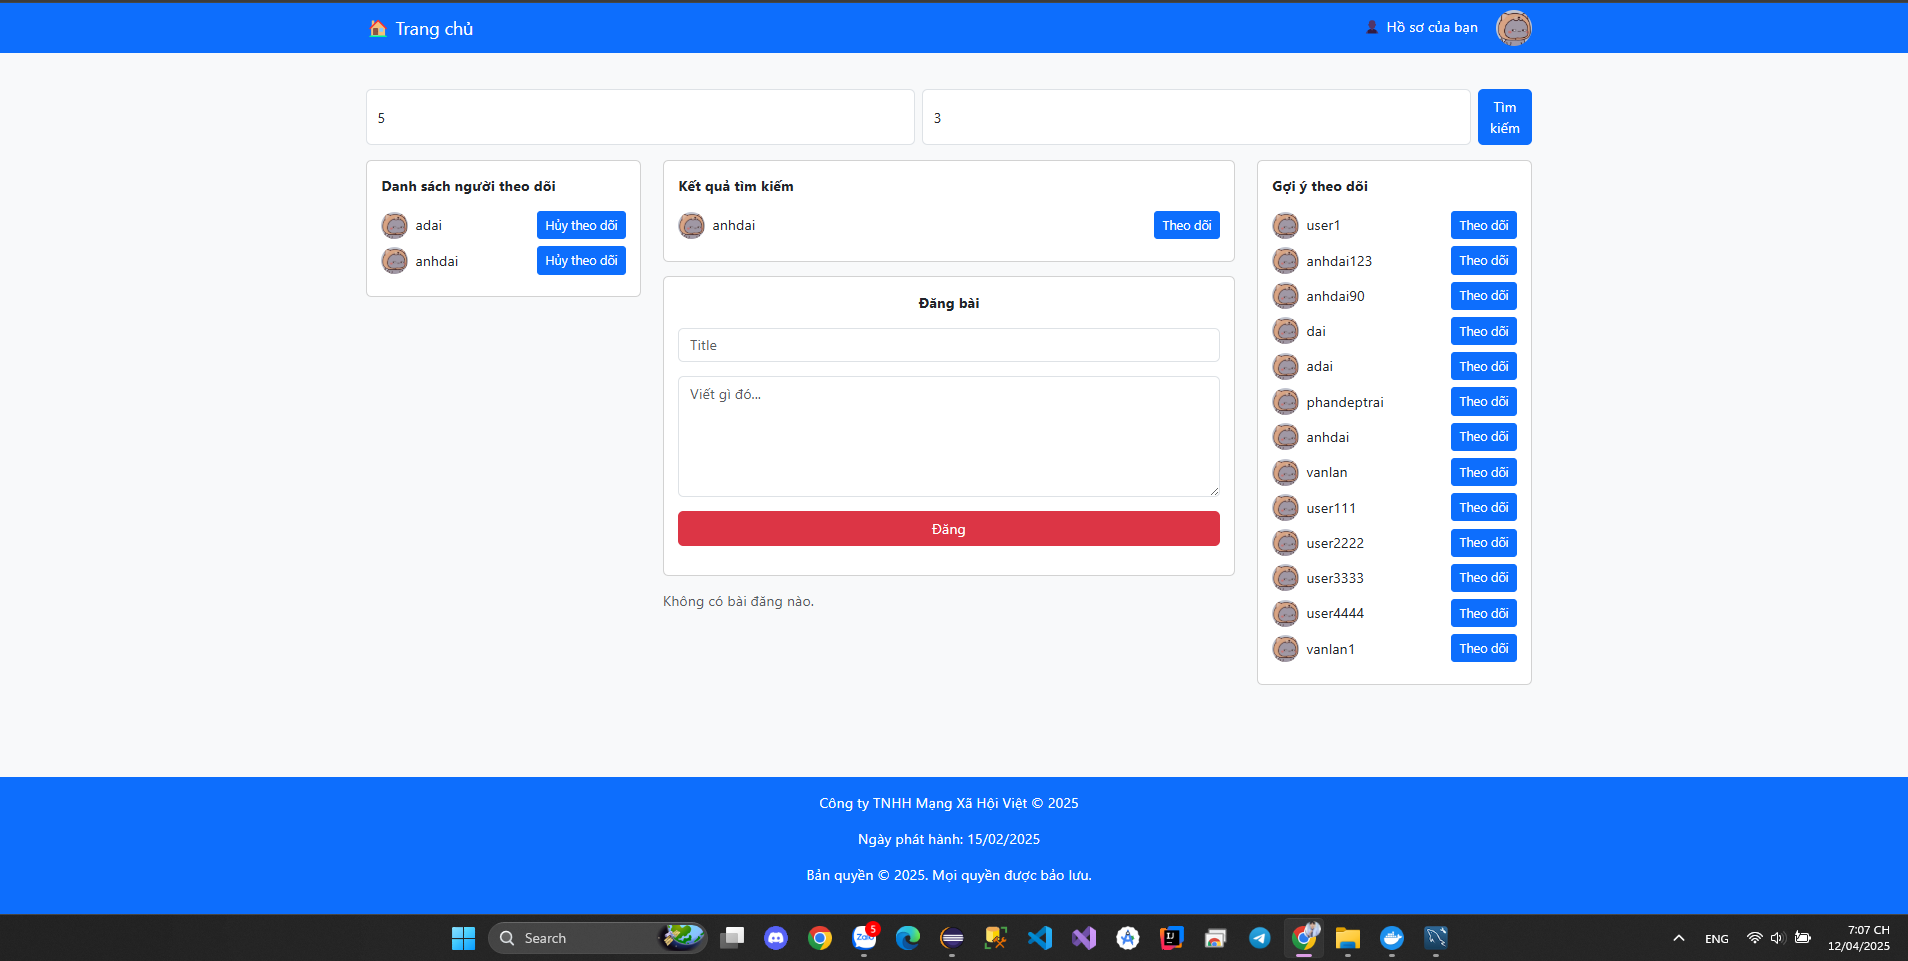 Trang chủ
Hồ sơ của bạn
5
3
Tìm
kiếm
Danh sách người theo dõi
adai
Hủy theo dõi
anhdai
Hủy theo dõi
Kết quả tìm kiếm
anhdai
Theo dõi
Đăng bài
Title
Viết gì đó...
Đăng
Không có bài đăng nào.
Gợi ý theo dõi
user1
Theo dõi
anhdai123
Theo dõi
anhdai90
Theo dõi
dai
Theo dõi
adai
Theo dõi
phandeptrai
Theo dõi
anhdai
Theo dõi
vanlan
Theo dõi
user111
Theo dõi
user2222
Theo dõi
user3333
Theo dõi
user4444
Theo dõi
vanlan1
Theo dõi
Công ty TNHH Mạng Xã Hội Việt © 2025
Ngày phát hành: 15/02/2025
Bản quyền © 2025. Mọi quyền được bảo lưu.
Search
Zalo
5
ENG
7:07 CH
12/04/2025